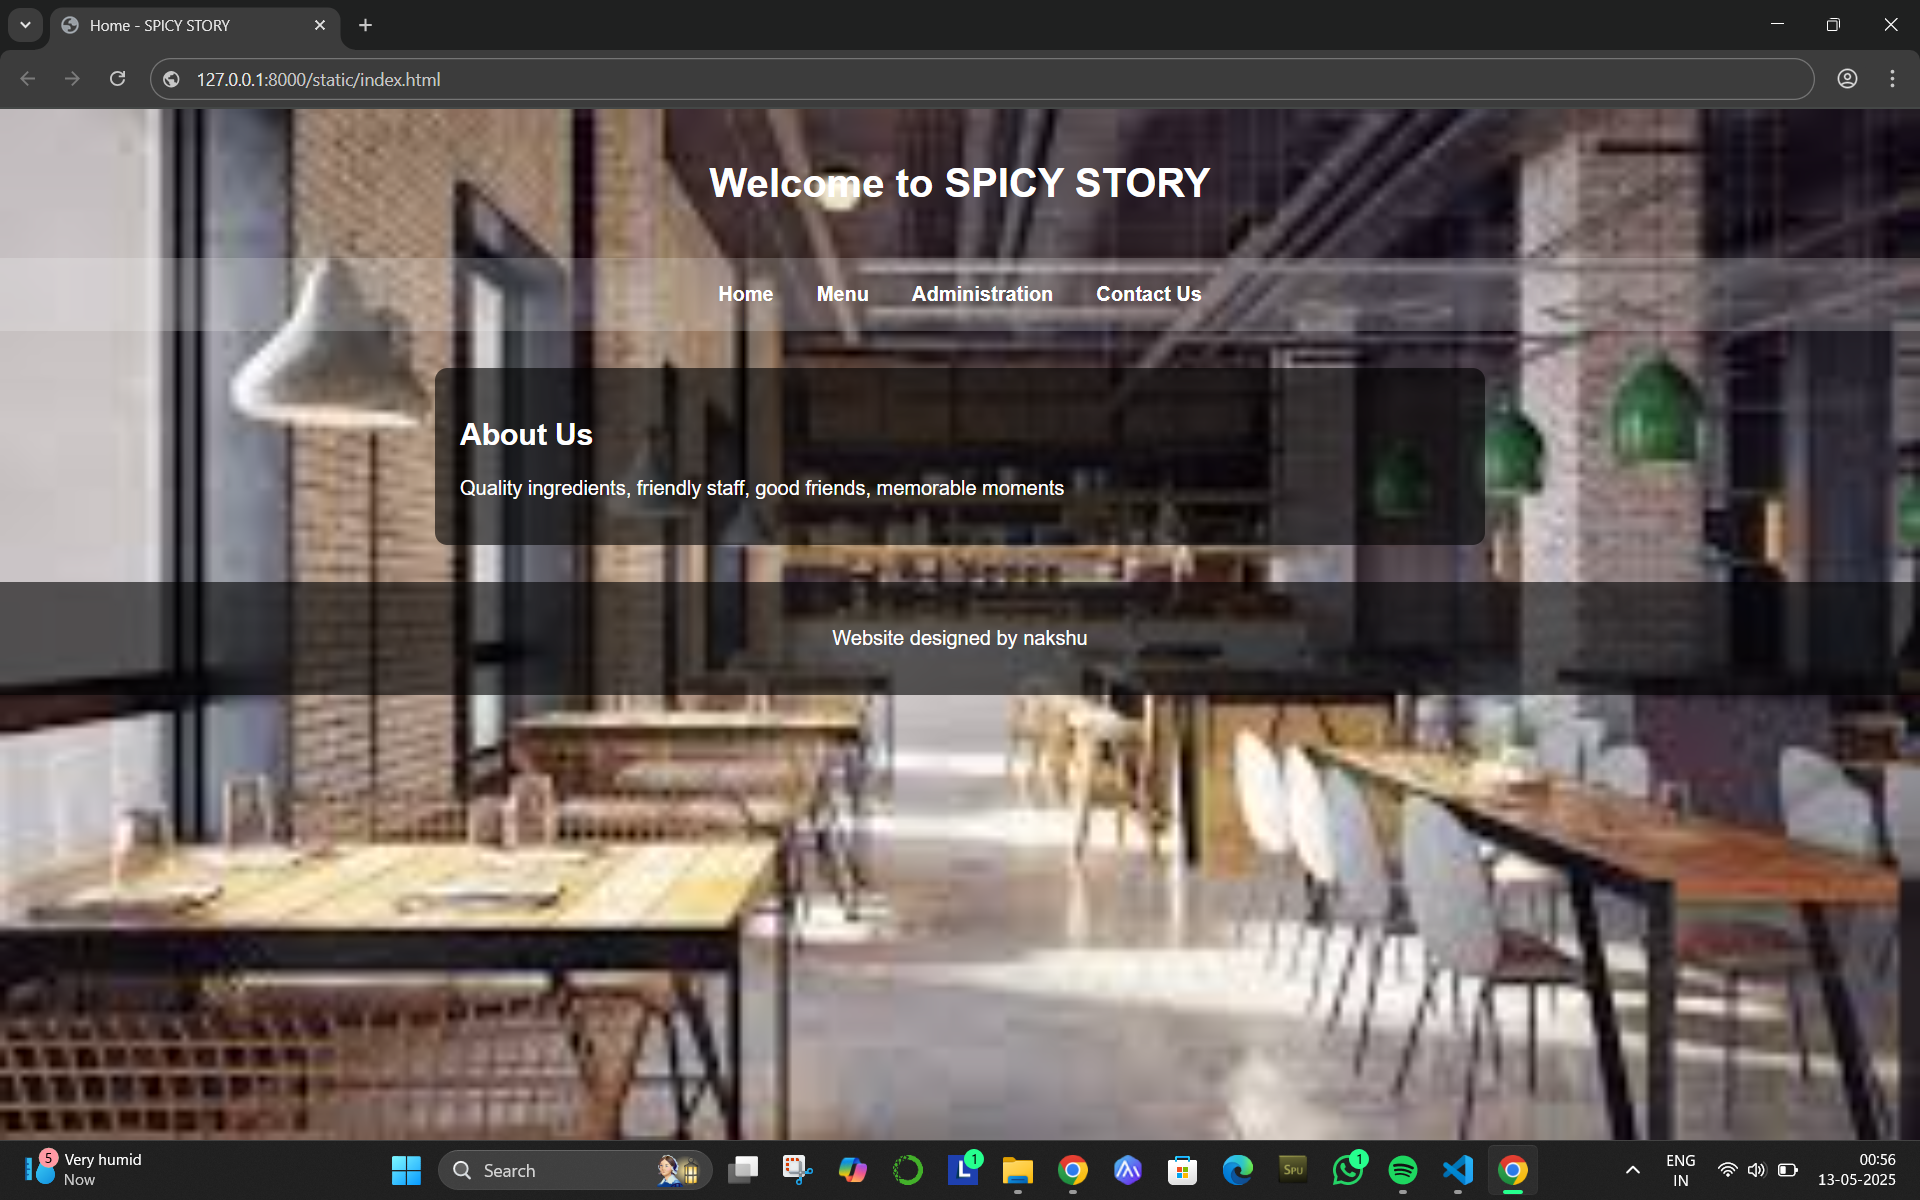 Home - SPICY STORY
127.0.0.1:8000/static/index.html
Welcome to SPICY STORY
Home Menu Administration Contact Us
About Us
Quality ingredients, friendly staff, good friends, memorable moments
Website designed by nakshu
5
Very humid
Now
Search
L
1
Spu
1
ENG
IN
00:56
13-05-2025